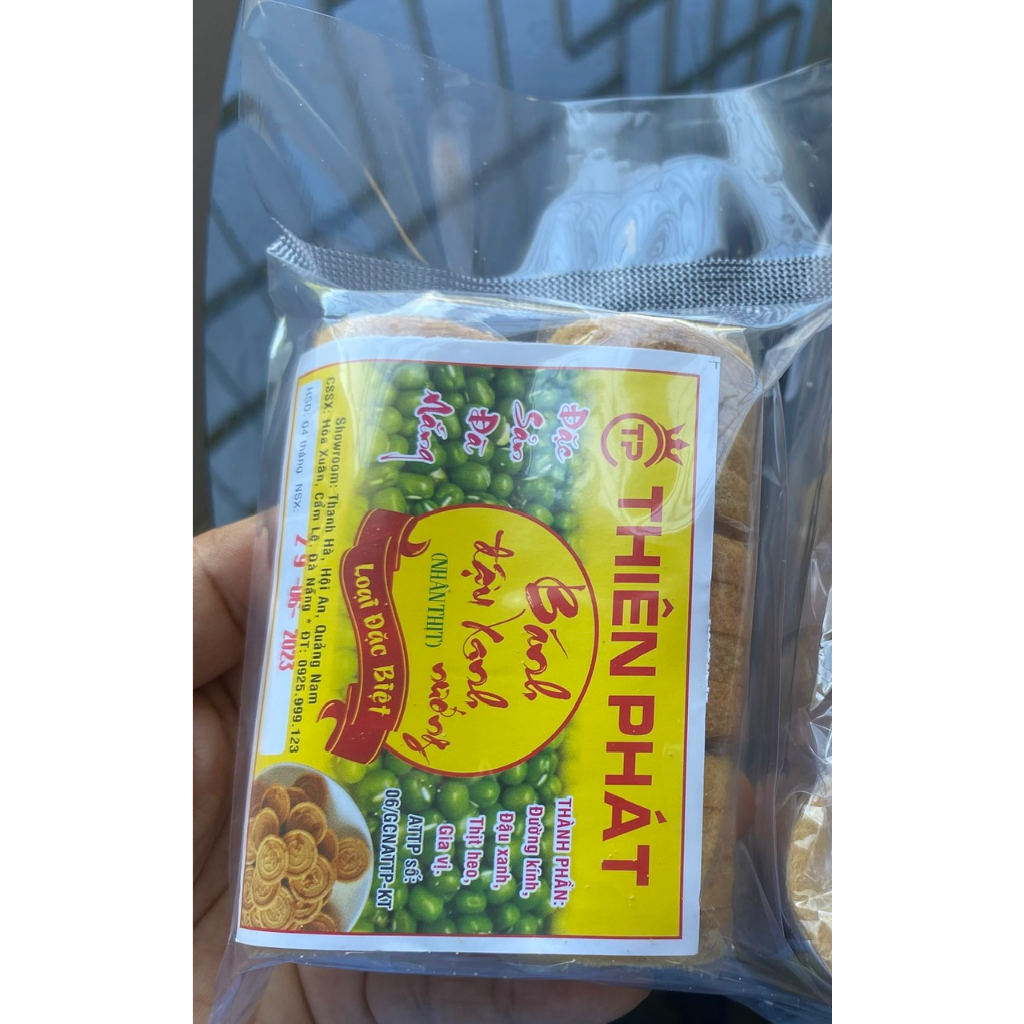 TP
THIÊN PHÁT
Đặc
Sản
Đà
Nẵng
Bánh
đậu Xanh
nướng
(NHÂN THỊT)
Loại Đặc Biệt
THÀNH PHẦN:
Đường kính,
Đậu xanh,
Thịt heo,
Gia vị.
ATTP số:
06/GCNATTP-KT
Showroom: Thanh Hà, Hội An, Quảng Nam
CSSX: Hòa Xuân, Cẩm Lệ, Đà Nẵng * ĐT: 0925.999.123
HSD: 04 tháng NSX: 29-06-2023